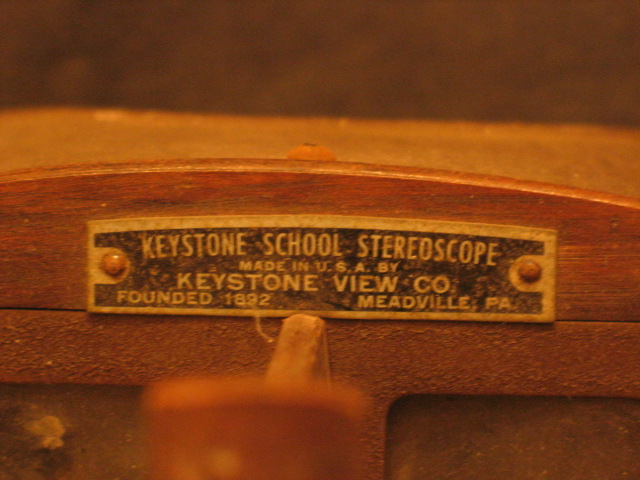 KEYSTONE SCHOOL STEREOSCOPE
MADE IN U.S.A. BY
KEYSTONE VIEW CO.
FOUNDED 1892 MEADVILLE, PA.